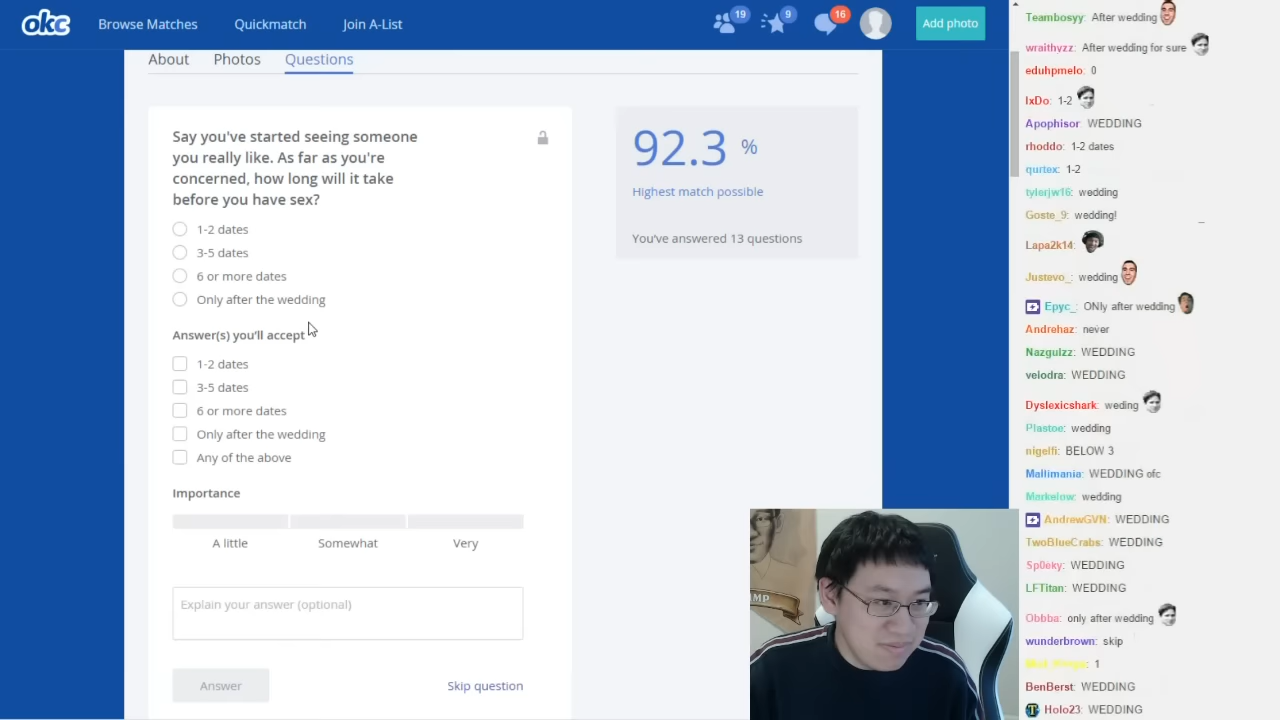 okc Browse Matches Quickmatch Join A-List 19 9 16 Add photo
About Photos Questions
Say you've started seeing someone
you really like. As far as you're
concerned, how long will it take
before you have sex?
1-2 dates
3-5 dates
6 or more dates
Only after the wedding
Answer(s) you'll accept
1-2 dates
3-5 dates
6 or more dates
Only after the wedding
Any of the above
Importance
A little Somewhat Very
Explain your answer (optional)
Answer Skip question
92.3 %
Highest match possible
You've answered 13 questions
Teambosyy: After wedding
wraithyzz: After wedding for sure
eduhpmelo: 0
IxDo: 1-2
Apophisor: WEDDING
rhoddo: 1-2 dates
qurtex: 1-2
tylerjw16: wedding
Goste_9: wedding!
Lapa2k14:
Justevo_: wedding
Epyc_: ONly after wedding
Andrehaz: never
Nazgulzz: WEDDING
velodra: WEDDING
Dyslexicshark: weding
Plastoe: wedding
nigelfi: BELOW 3
Mallimania: WEDDING ofc
Markelow: wedding
AndrewGVN: WEDDING
TwoBlueCrabs: WEDDING
Sp0eky: WEDDING
LFTitan: WEDDING
Obbba: only after wedding
wunderbrown: skip
1
BenBerst: WEDDING
Holo23: WEDDING